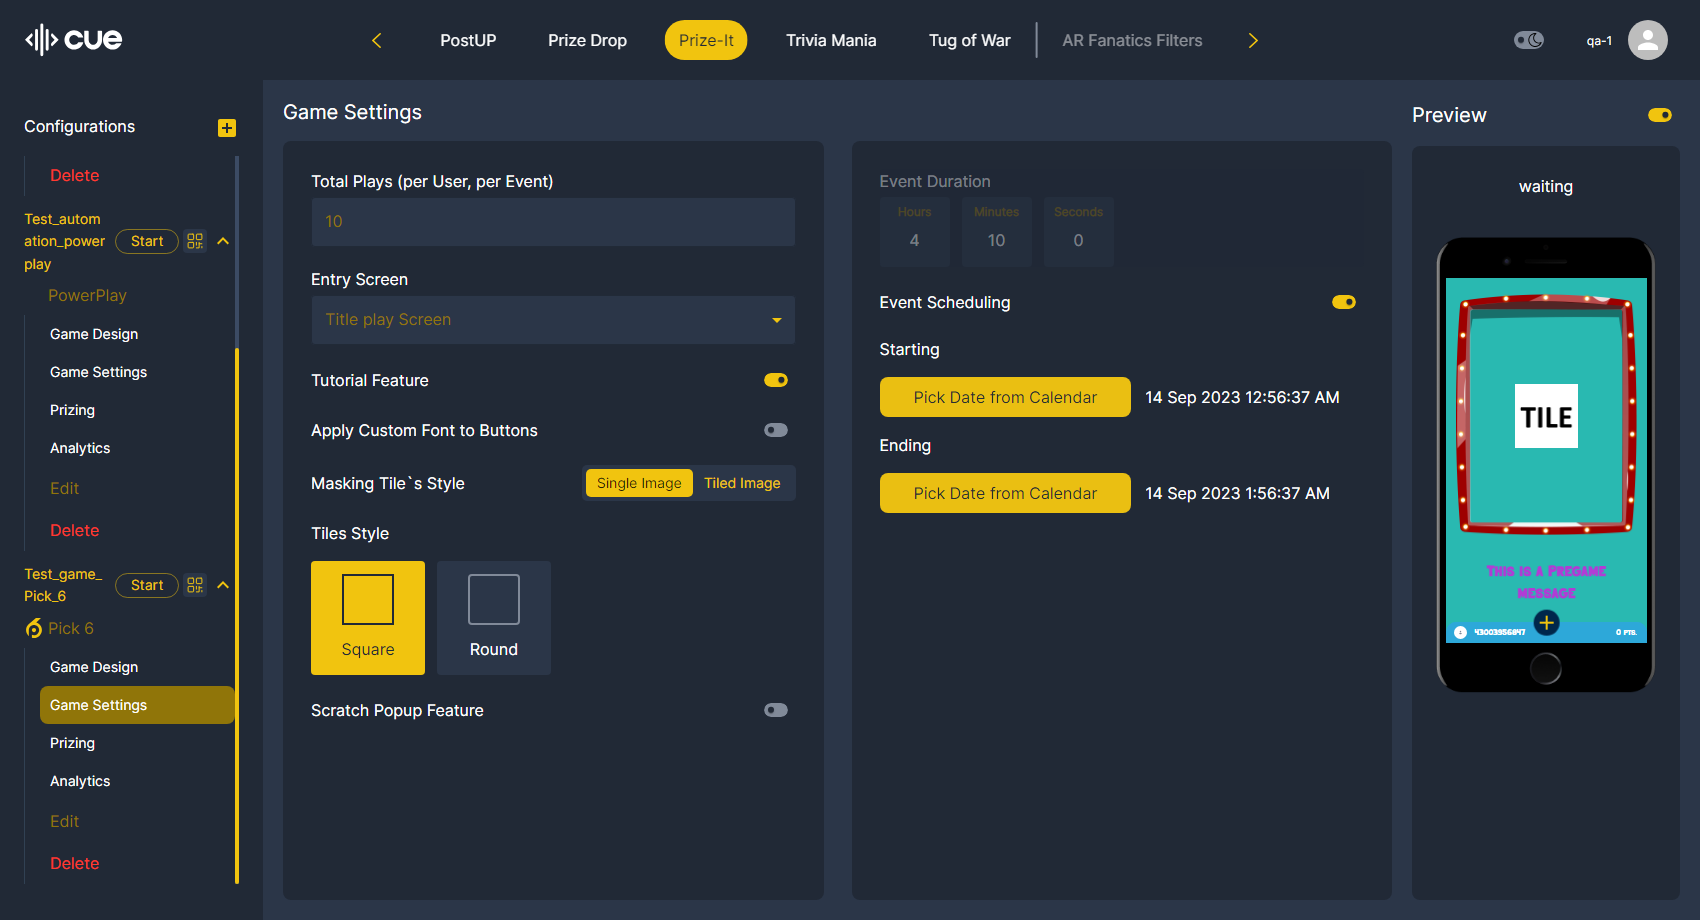 cue
PostUP
Prize Drop
Prize-It
Trivia Mania
Tug of War
AR Fanatics Filters
qa-1
Configurations
Delete
Test_autom
ation_power
play
Start
PowerPlay
Game Design
Game Settings
Prizing
Analytics
Edit
Delete
Test_game_
Pick_6
Start
Pick 6
Game Design
Game Settings
Prizing
Analytics
Edit
Delete
Game Settings
Total Plays (per User, per Event)
10
Entry Screen
Title play Screen
Tutorial Feature
Apply Custom Font to Buttons
Masking Tile`s Style
Single Image
Tiled Image
Tiles Style
Square
Round
Scratch Popup Feature
Event Duration
Hours
Minutes
Seconds
4
10
0
Event Scheduling
Starting
Pick Date from Calendar
14 Sep 2023 12:56:37 AM
Ending
Pick Date from Calendar
14 Sep 2023 1:56:37 AM
Preview
waiting
TILE
This is a Pregame
message
43003956847
0 PTS.